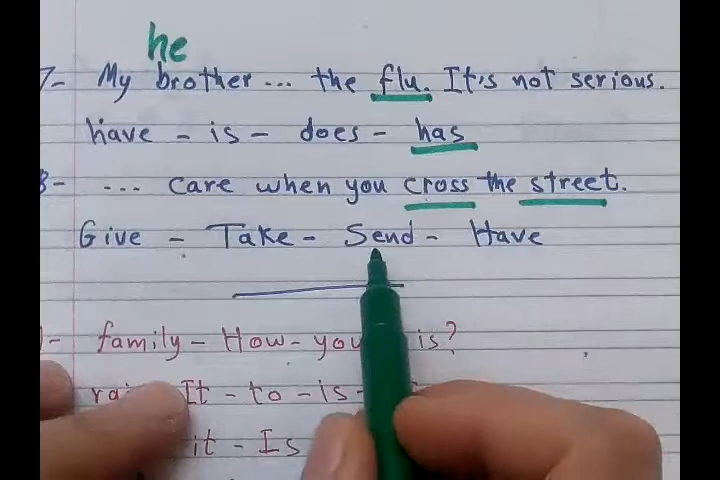 he
7- My brother ... the flu. It's not serious.
have - is - does - has
8- ... care when you cross the street.
Give - Take - Send - Have
family - How - you is?
It - to - is -
it - Is